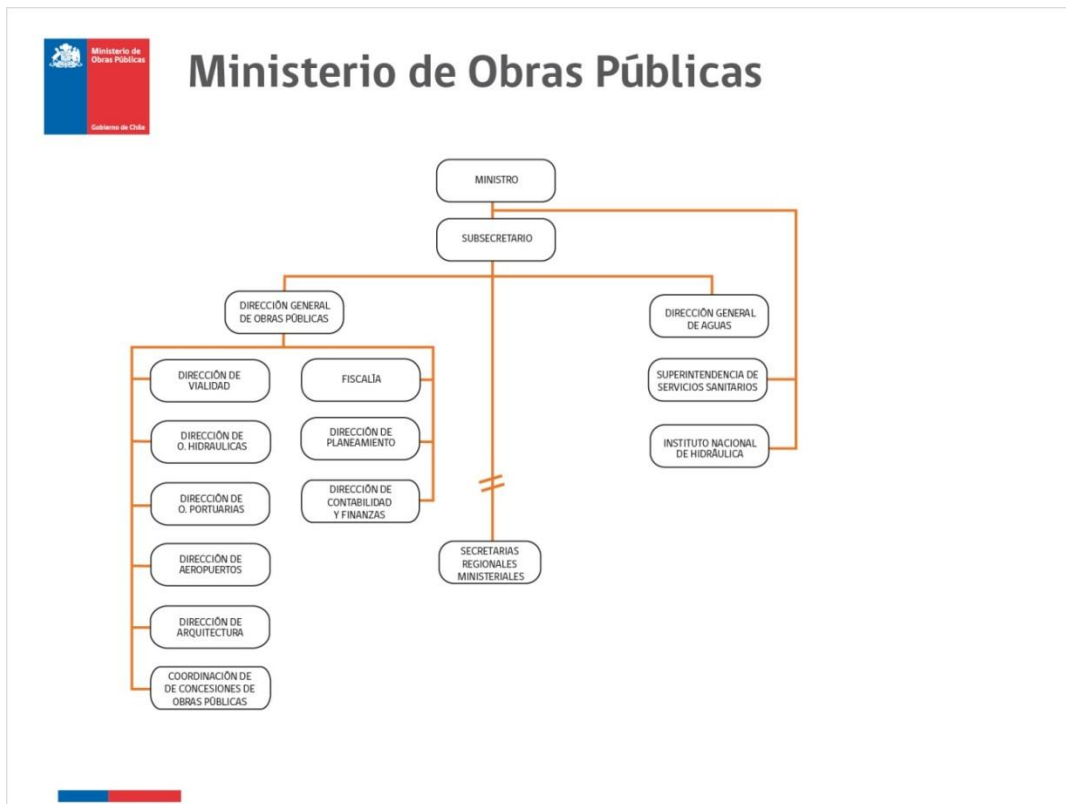 Ministerio de
Obras Públicas
Gobierno de Chile
Ministerio de Obras Públicas
MINISTRO
SUBSECRETARIO
DIRECCIÓN GENERAL
DE OBRAS PÚBLICAS
DIRECCIÓN GENERAL
DE AGUAS
DIRECCIÓN DE
VIALIDAD
FISCALÍA
SUPERINTENDENCIA DE
SERVICIOS SANITARIOS
DIRECCIÓN DE
O. HIDRAULICAS
DIRECCIÓN DE
PLANEAMIENTO
INSTITUTO NACIONAL
DE HIDRÂULICA
DIRECCIÓN DE
O. PORTUARIAS
DIRECCIÓN DE
CONTABILIDAD
Y FINANZAS
DIRECCIÓN DE
AEROPUERTOS
SECRETARIAS
REGIONALES
MINISTERIALES
DIRECCIÓN DE
ARQUITECTURA
COORDINACIÓN DE
DE CONCESIONES DE
OBRAS PÚBLICAS